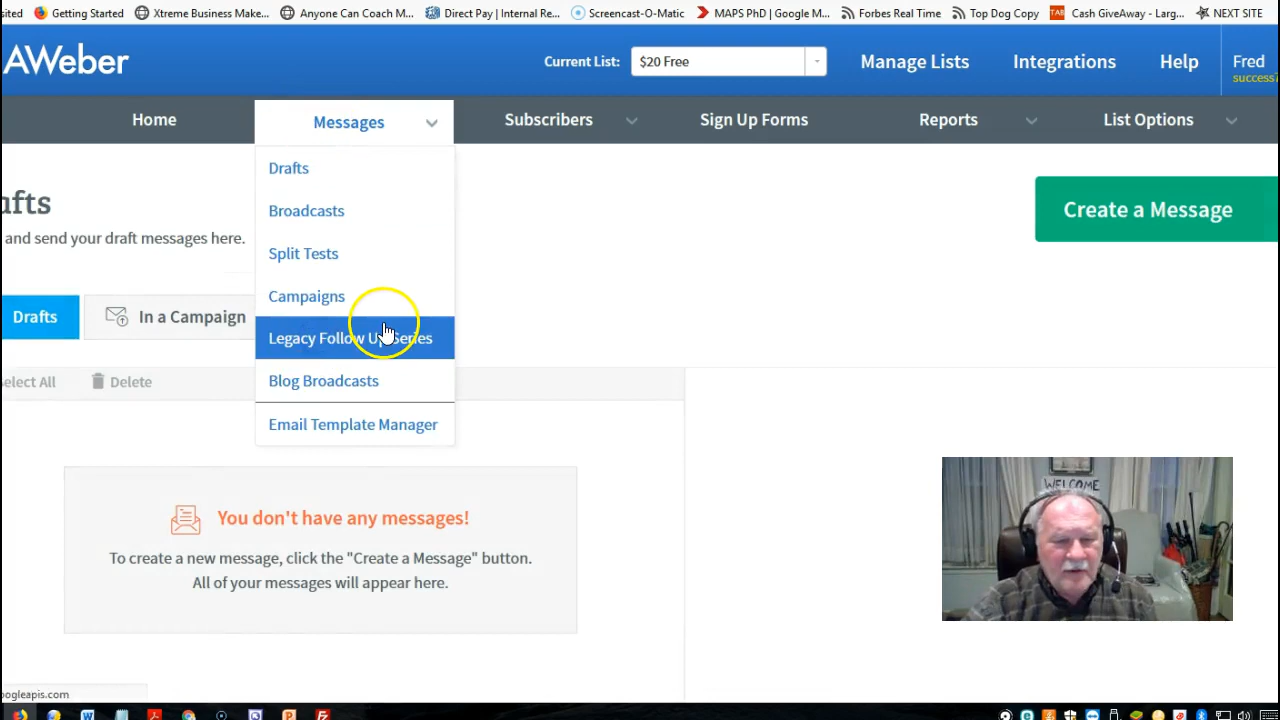 sited
Getting Started
Xtreme Business Make...
Anyone Can Coach M...
Direct Pay | Internal Re...
Screencast-O-Matic
MAPS PhD | Google M...
Forbes Real Time
Top Dog Copy
TAB
Cash GiveAway - Larg...
NEXT SITE
AWeber
Current List:
$20 Free
Manage Lists
Integrations
Help
Fred
success?
Home
Messages
Subscribers
Sign Up Forms
Reports
List Options
Drafts
Broadcasts
Split Tests
Campaigns
Legacy Follow Up Series
Blog Broadcasts
Email Template Manager
afts
and send your draft messages here.
Create a Message
Drafts
In a Campaign
elect All
Delete
You don't have any messages!
To create a new message, click the "Create a Message" button.
All of your messages will appear here.
WELCOME
oogleapis.com